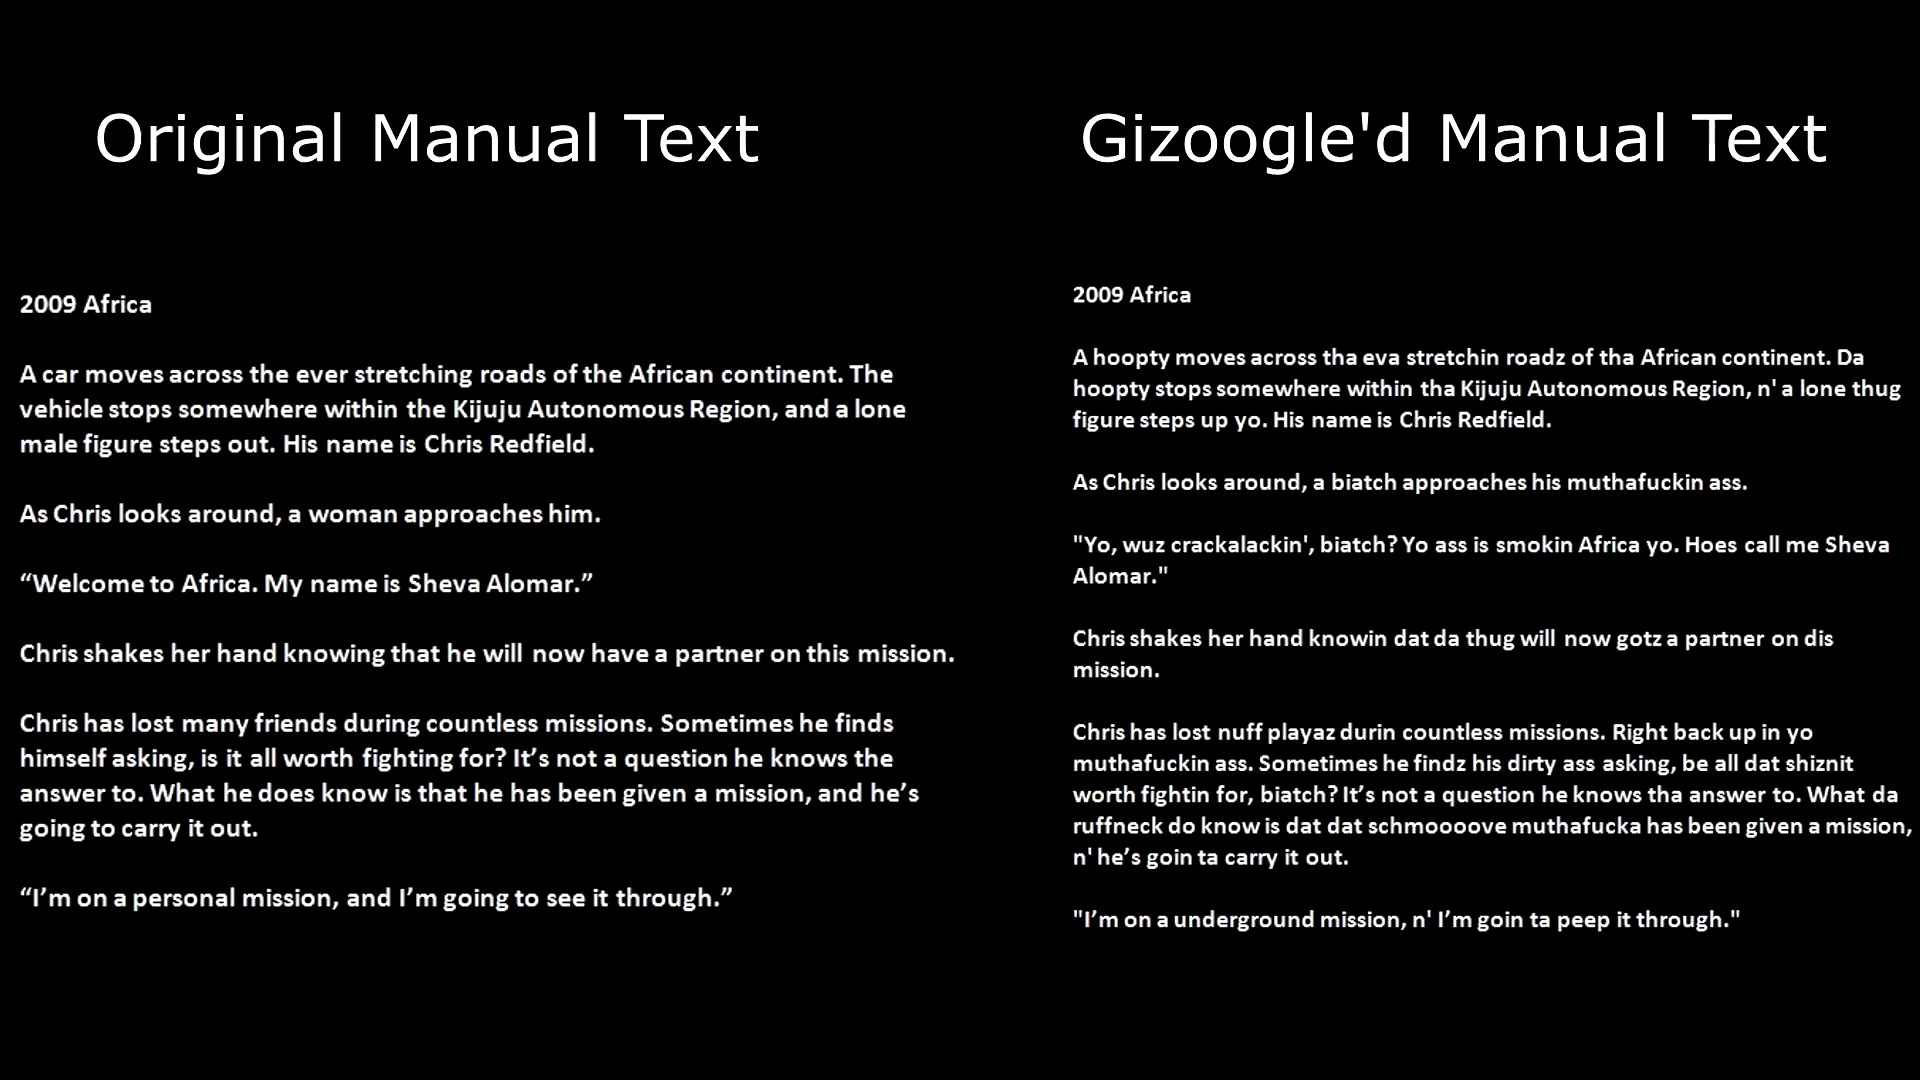 Original Manual Text
2009 Africa
A car moves across the ever stretching roads of the African continent. The
vehicle stops somewhere within the Kijuju Autonomous Region, and a lone
male figure steps out. His name is Chris Redfield.
As Chris looks around, a woman approaches him.
“Welcome to Africa. My name is Sheva Alomar.”
Chris shakes her hand knowing that he will now have a partner on this mission.
Chris has lost many friends during countless missions. Sometimes he finds
himself asking, is it all worth fighting for? It’s not a question he knows the
answer to. What he does know is that he has been given a mission, and he’s
going to carry it out.
“I’m on a personal mission, and I’m going to see it through.”
Gizoogle'd Manual Text
2009 Africa
A hoopty moves across tha eva stretchin roadz of tha African continent. Da
hoopty stops somewhere within tha Kijuju Autonomous Region, n' a lone thug
figure steps up yo. His name is Chris Redfield.
As Chris looks around, a biatch approaches his muthafuckin ass.
"Yo, wuz crackalackin', biatch? Yo ass is smokin Africa yo. Hoes call me Sheva
Alomar."
Chris shakes her hand knowin dat da thug will now gotz a partner on dis
mission.
Chris has lost nuff playaz durin countless missions. Right back up in yo
muthafuckin ass. Sometimes he findz his dirty ass asking, be all dat shiznit
worth fightin for, biatch? It’s not a question he knows tha answer to. What da
ruffneck do know is dat dat schmoooove muthafucka has been given a mission,
n' he’s goin ta carry it out.
"I’m on a underground mission, n' I’m goin ta peep it through."